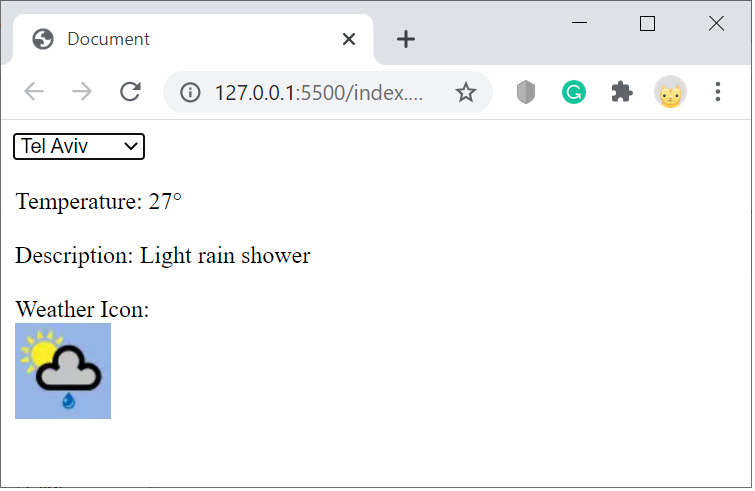 Document
127.0.0.1:5500/index....
Tel Aviv
Temperature: 27°
Description: Light rain shower
Weather Icon: